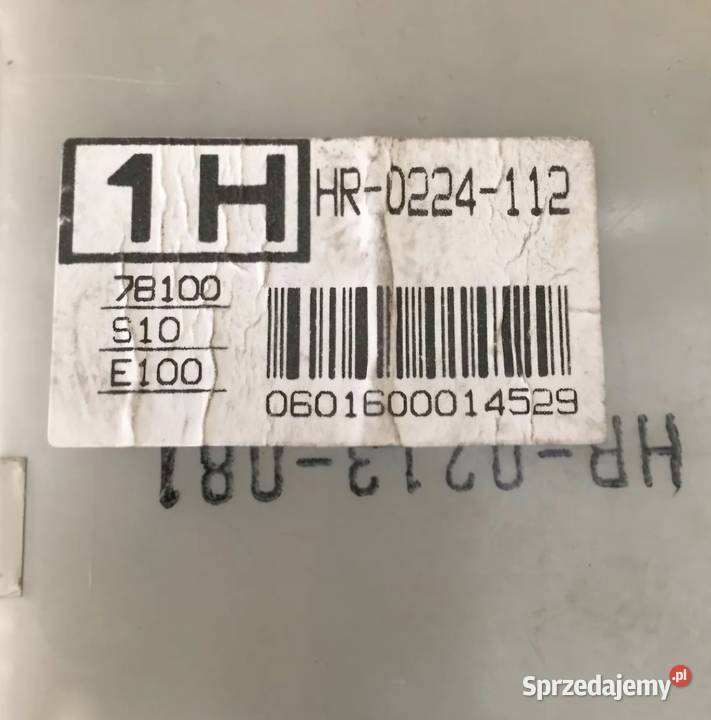 1H
HR-0224-112
78100
S10
E100
0601600014529
HR-0213-081
Sprzedajemy.pl